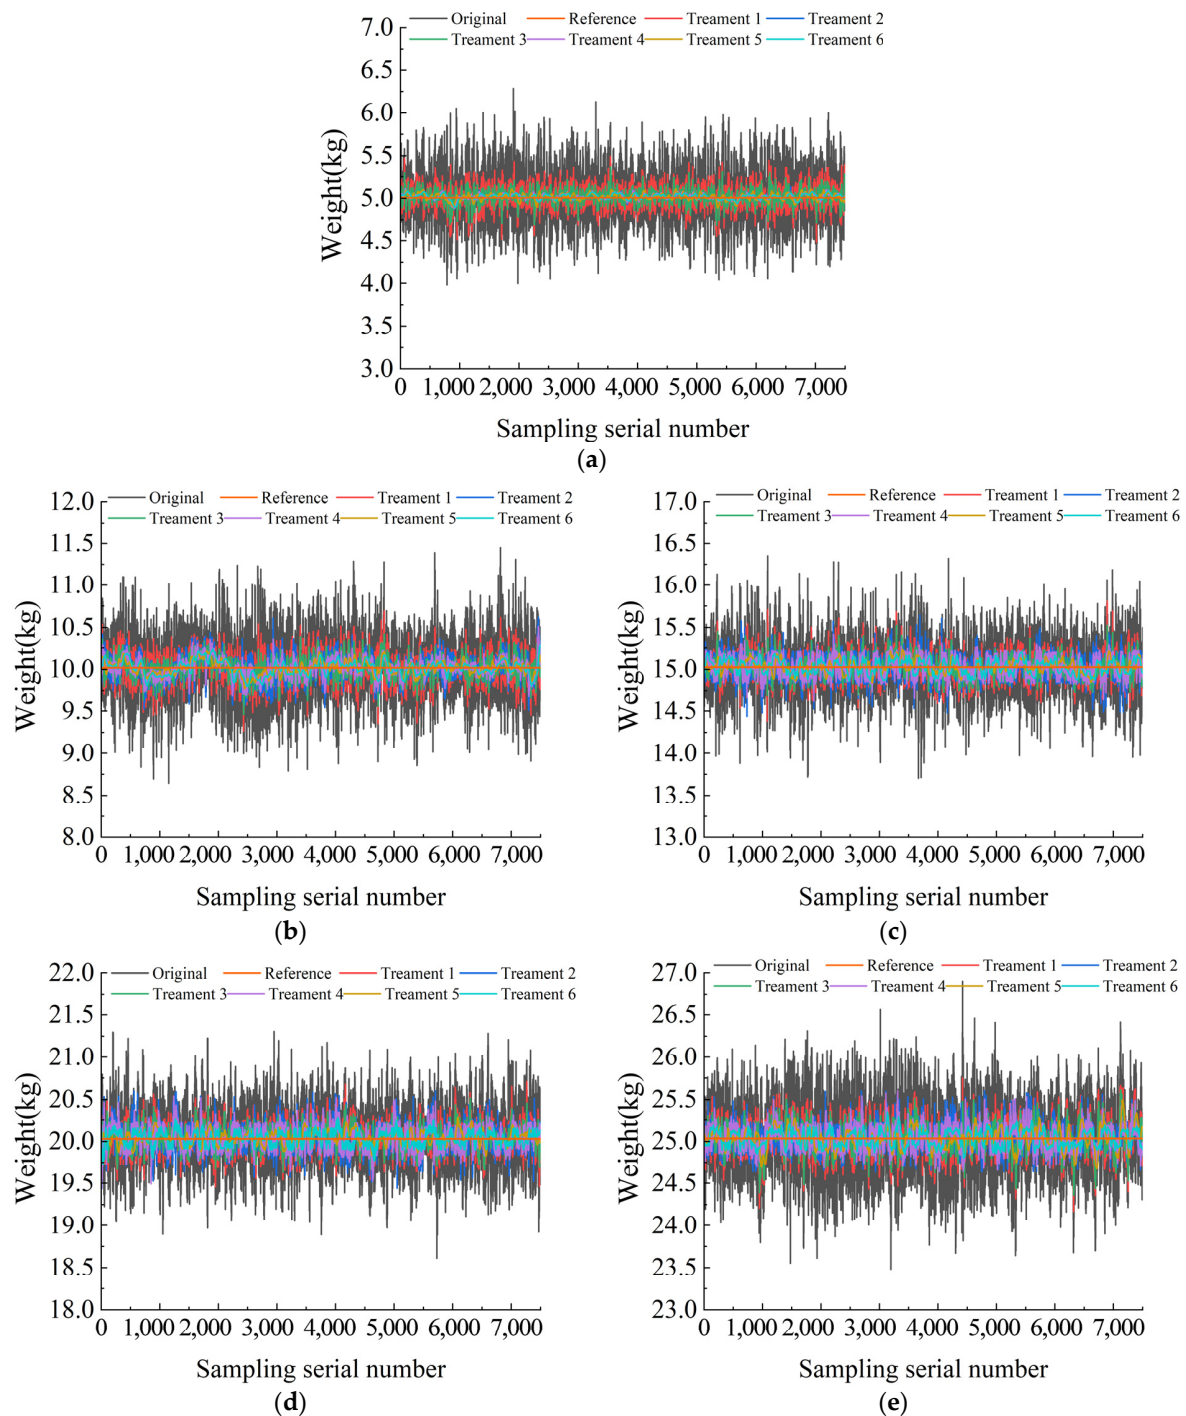 Original Reference Treament 1 Treament 2
Treament 3 Treament 4 Treament 5 Treament 6
7.0
6.5
6.0
5.5
5.0
4.5
4.0
3.5
3.0
Weight(kg)
0 1,000 2,000 3,000 4,000 5,000 6,000 7,000
Sampling serial number
(a)
Original Reference Treament 1 Treament 2
Treament 3 Treament 4 Treament 5 Treament 6
12.0
11.5
11.0
10.5
10.0
9.5
9.0
8.5
8.0
Weight(kg)
0 1,000 2,000 3,000 4,000 5,000 6,000 7,000
Sampling serial number
(b)
Original Reference Treament 1 Treament 2
Treament 3 Treament 4 Treament 5 Treament 6
17.0
16.5
16.0
15.5
15.0
14.5
14.0
13.5
13.0
Weight(kg)
0 1,000 2,000 3,000 4,000 5,000 6,000 7,000
Sampling serial number
(c)
Original Reference Treament 1 Treament 2
Treament 3 Treament 4 Treament 5 Treament 6
22.0
21.5
21.0
20.5
20.0
19.5
19.0
18.5
18.0
Weight(kg)
0 1,000 2,000 3,000 4,000 5,000 6,000 7,000
Sampling serial number
(d)
Original Reference Treament 1 Treament 2
Treament 3 Treament 4 Treament 5 Treament 6
27.0
26.5
26.0
25.5
25.0
24.5
24.0
23.5
23.0
Weight(kg)
0 1,000 2,000 3,000 4,000 5,000 6,000 7,000
Sampling serial number
(e)